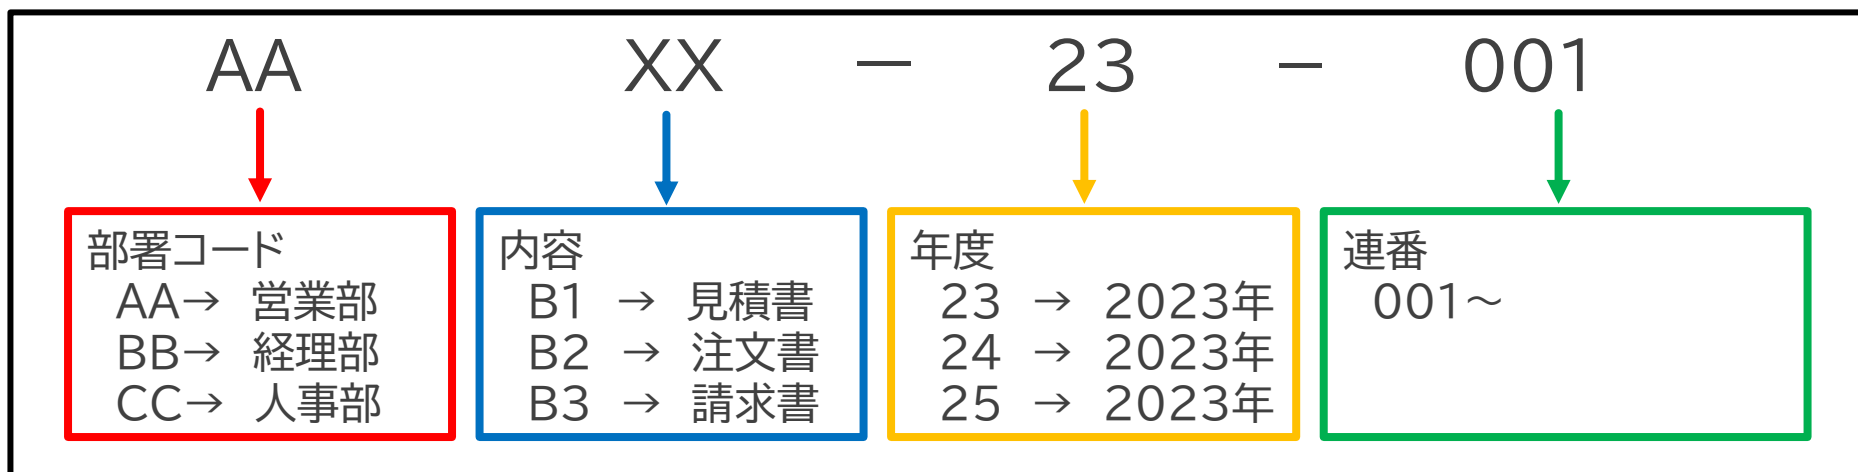 AA XX － 23 － 001
部署コード
AA→ 営業部
BB→ 経理部
CC→ 人事部
内容
B1 → 見積書
B2 → 注文書
B3 → 請求書
年度
23 → 2023年
24 → 2023年
25 → 2023年
連番
001～